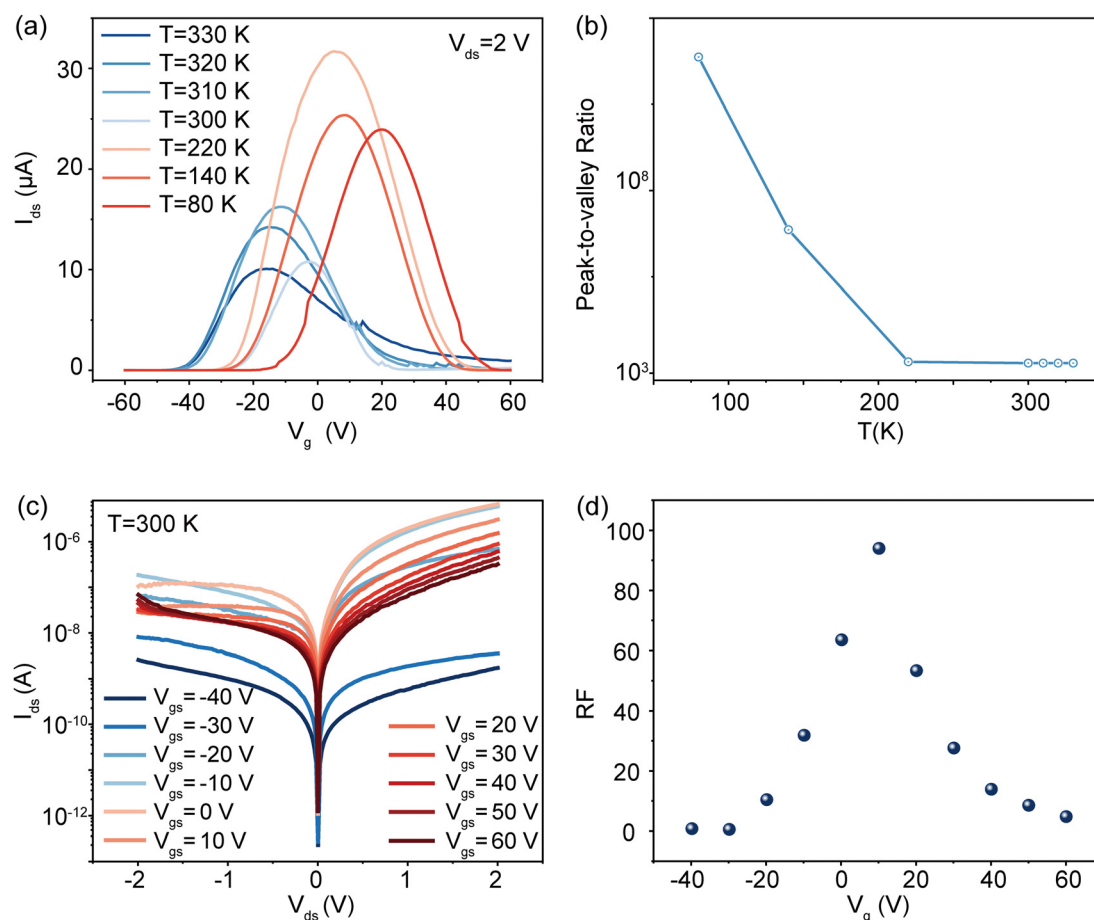 (a)
T=330 K
T=320 K
T=310 K
T=300 K
T=220 K
T=140 K
T=80 K
V_ds=2 V
30
20
10
0
I_ds (μA)
-60 -40 -20 0 20 40 60
V_g (V)
(b)
10^8
10^3
Peak-to-valley Ratio
100 200 300
T(K)
(c)
T=300 K
10^-6
10^-8
10^-10
10^-12
I_ds(A)
V_gs= -40 V
V_gs= -30 V
V_gs= -20 V
V_gs= -10 V
V_gs= 0 V
V_gs= 10 V
V_gs= 20 V
V_gs= 30 V
V_gs= 40 V
V_gs= 50 V
V_gs= 60 V
-2 -1 0 1 2
V_ds(V)
(d)
100
80
60
40
20
0
RF
-40 -20 0 20 40 60
V_g(V)